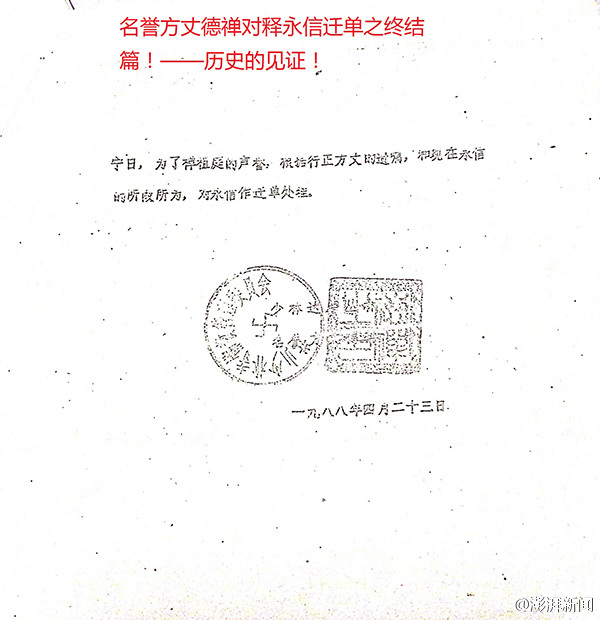 名誉方丈德禅对释永信迁单之终结
篇！——历史的见证！
宁日，为了禅祖庭的声誉。根据行正方丈的遗嘱，和现在永信
的所做所为，对永信作迁单处理。
一九八八年四月二十三日
@澎湃新闻